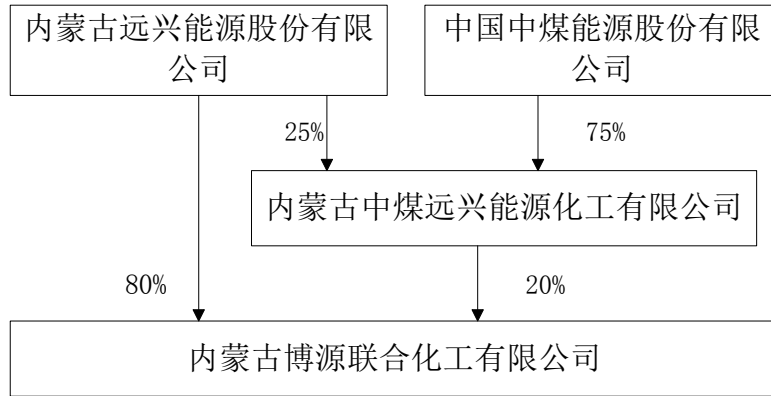 内蒙古远兴能源股份有限
公司
中国中煤能源股份有限
公司
25%
75%
内蒙古中煤远兴能源化工有限公司
80%
20%
内蒙古博源联合化工有限公司